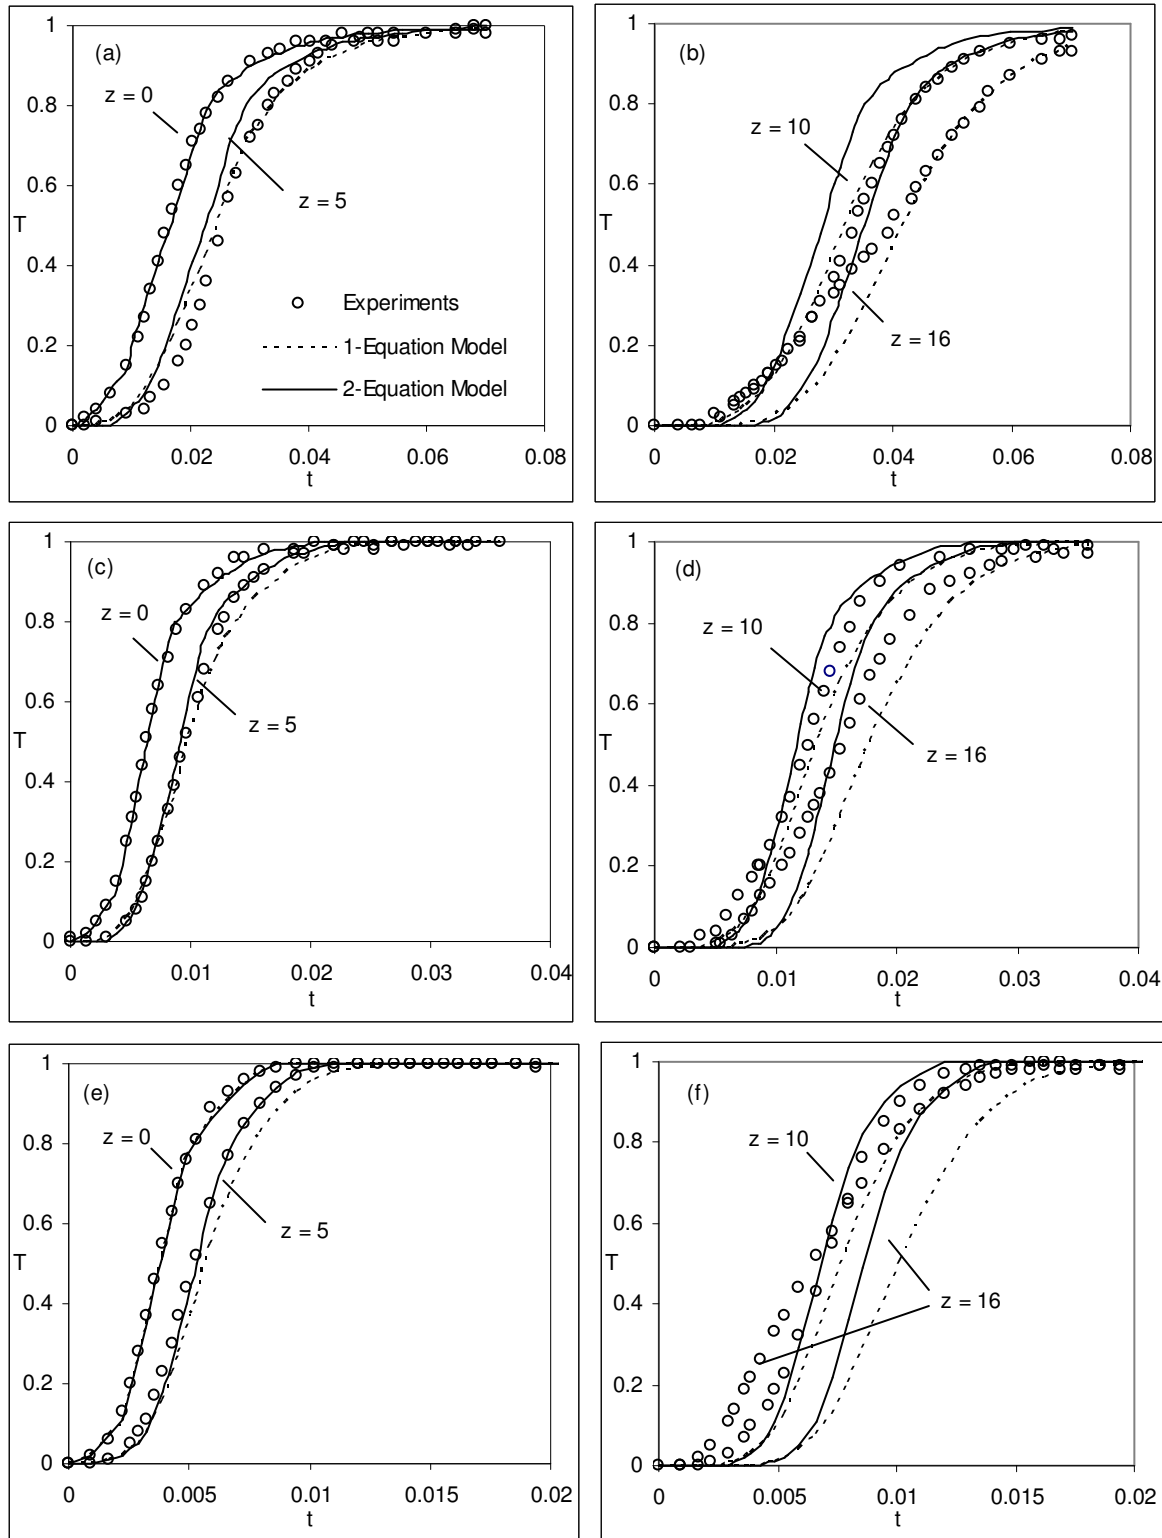 1
(a)
0.8
z = 0
0.6
z = 5
T
0.4
Experiments
1-Equation Model
0.2
2-Equation Model
0
0 0.02 0.04 0.06 0.08
t
1
(b)
0.8
z = 10
0.6
T
0.4
z = 16
0.2
0
0 0.02 0.04 0.06 0.08
t
1
(c)
0.8
z = 0
0.6
z = 5
T
0.4
0.2
0
0 0.01 0.02 0.03 0.04
t
1
(d)
0.8
z = 10
0.6
T
z = 16
0.4
0.2
0
0 0.01 0.02 0.03 0.04
t
1
(e)
0.8
z = 0
0.6
z = 5
T
0.4
0.2
0
0 0.005 0.01 0.015 0.02
t
1
(f)
0.8
z = 10
0.6
T
0.4
z = 16
0.2
0
0 0.005 0.01 0.015 0.02
t